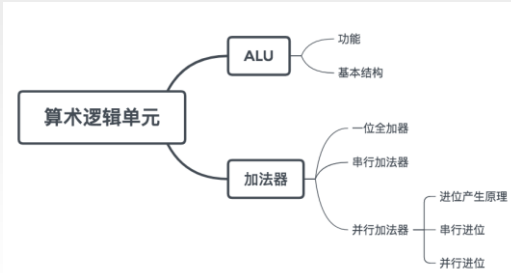 算术逻辑单元
ALU
功能
基本结构
加法器
一位全加器
串行加法器
并行加法器
进位产生原理
串行进位
并行进位